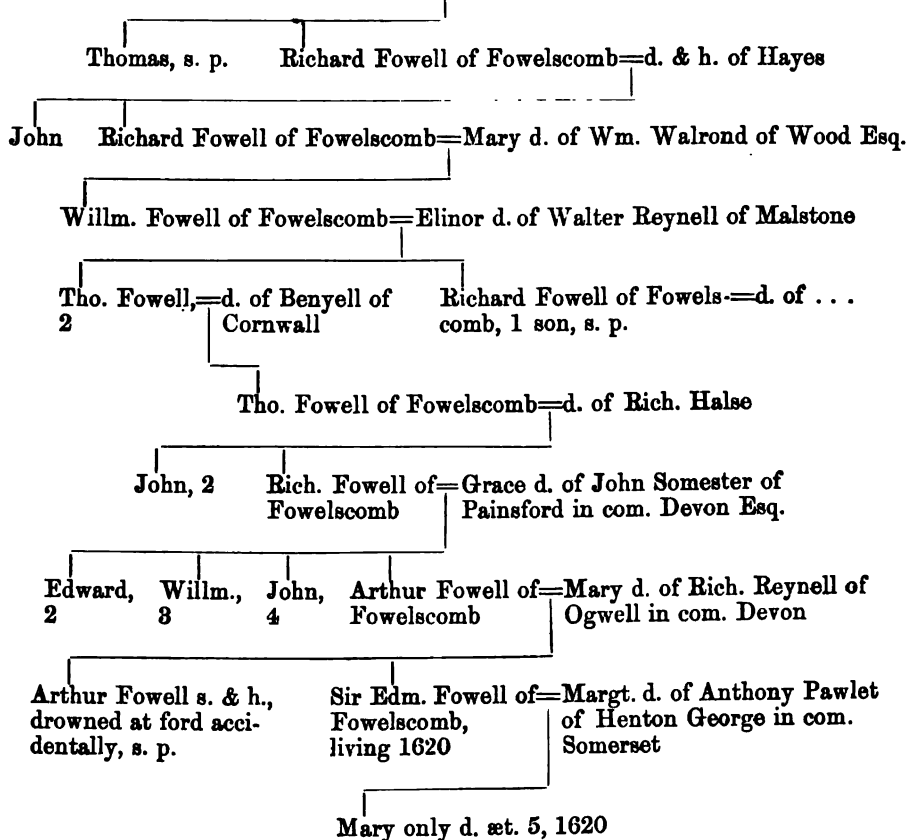 Thomas, s. p. Richard Fowell of Fowelscomb=d. & h. of Hayes
John Richard Fowell of Fowelscomb=Mary d. of Wm. Walrond of Wood Esq.
Willm. Fowell of Fowelscomb=Elinor d. of Walter Reynell of Malstone
Tho. Fowell,=d. of Benyell of
2 Cornwall
Richard Fowell of Fowels-=d. of . . .
comb, 1 son, s. p.
Tho. Fowell of Fowelscomb=d. of Rich. Halse
John, 2
Rich. Fowell of=Grace d. of John Somester of
Fowelscomb Painsford in com. Devon Esq.
Edward,
2
Willm.,
3
John,
4
Arthur Fowell of=Mary d. of Rich. Reynell of
Fowelscomb Ogwell in com. Devon
Arthur Fowell s. & h.,
drowned at ford acci-
dentally, s. p.
Sir Edm. Fowell of=Margt. d. of Anthony Pawlet
Fowelscomb, of Henton George in com.
living 1620 Somerset
Mary only d. æt. 5, 1620